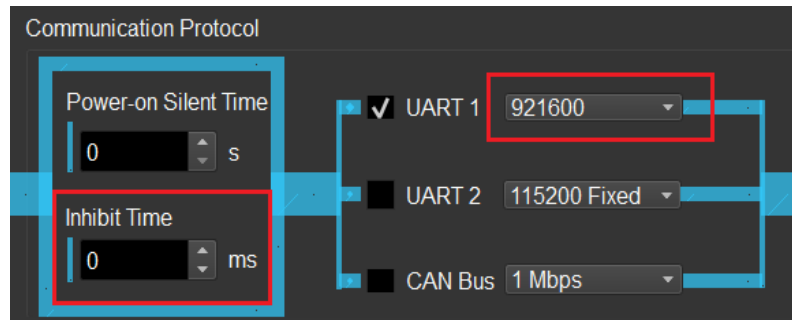 Communication Protocol
Power-on Silent Time
0 s
Inhibit Time
0 ms
UART 1 921600
UART 2 115200 Fixed
CAN Bus 1 Mbps